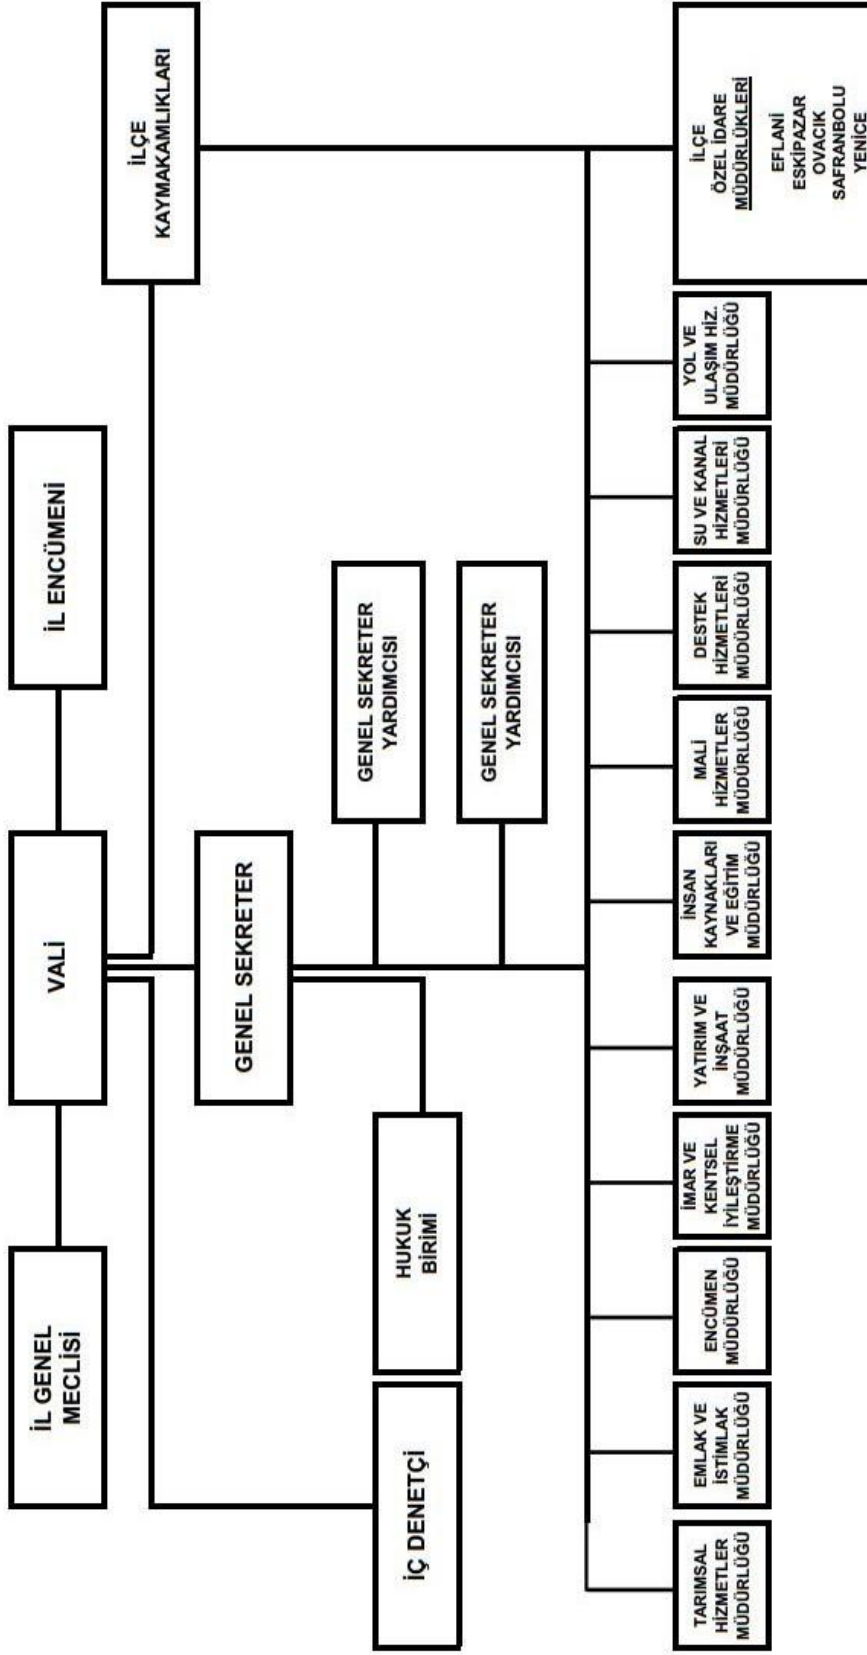 İL GENEL
MECLİSİ
VALİ
İL ENCÜMENİ
İLÇE
KAYMAKAMLIKLARI
GENEL SEKRETER
GENEL SEKRETER
YARDIMCISI
GENEL SEKRETER
YARDIMCISI
İÇ DENETÇİ
HUKUK
BİRİMİ
TARIMSAL
HİZMETLER
MÜDÜRLÜĞÜ
EMLAK VE
İSTİMLAK
MÜDÜRLÜĞÜ
ENCÜMEN
MÜDÜRLÜĞÜ
İMAR VE
KENTSEL
İYİLEŞTİRME
MÜDÜRLÜĞÜ
YATIRIM VE
İNŞAAT
MÜDÜRLÜĞÜ
İNSAN
KAYNAKLARI
VE EĞİTİM
MÜDÜRLÜĞÜ
MALİ
HİZMETLER
MÜDÜRLÜĞÜ
DESTEK
HİZMETLERİ
MÜDÜRLÜĞÜ
SU VE KANAL
HİZMETLERİ
MÜDÜRLÜĞÜ
YOL VE
ULAŞIM HİZ.
MÜDÜRLÜĞÜ
İLÇE
ÖZEL İDARE
MÜDÜRLÜKLERİ
EFLANİ
ESKİPAZAR
OVACIK
SAFRANBOLU
YENİCE